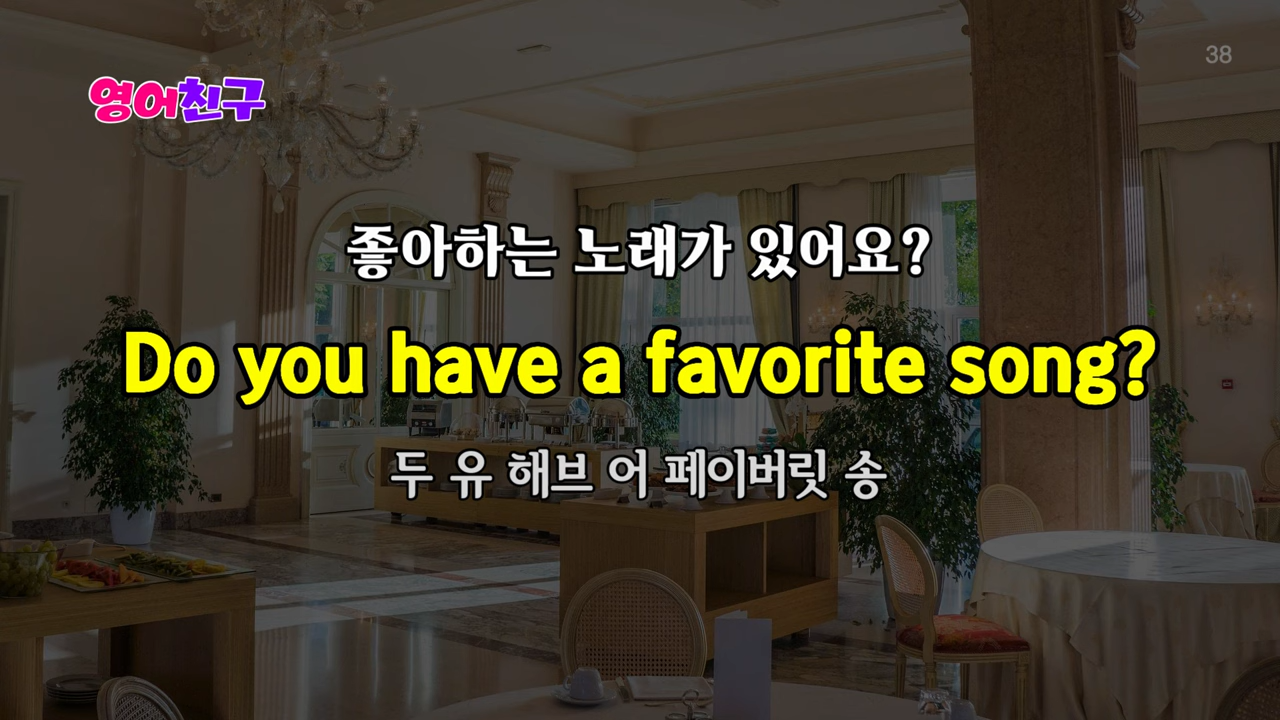 38
영어친구
좋아하는 노래가 있어요?
Do you have a favorite song?
두 유 해브 어 페이버릿 송